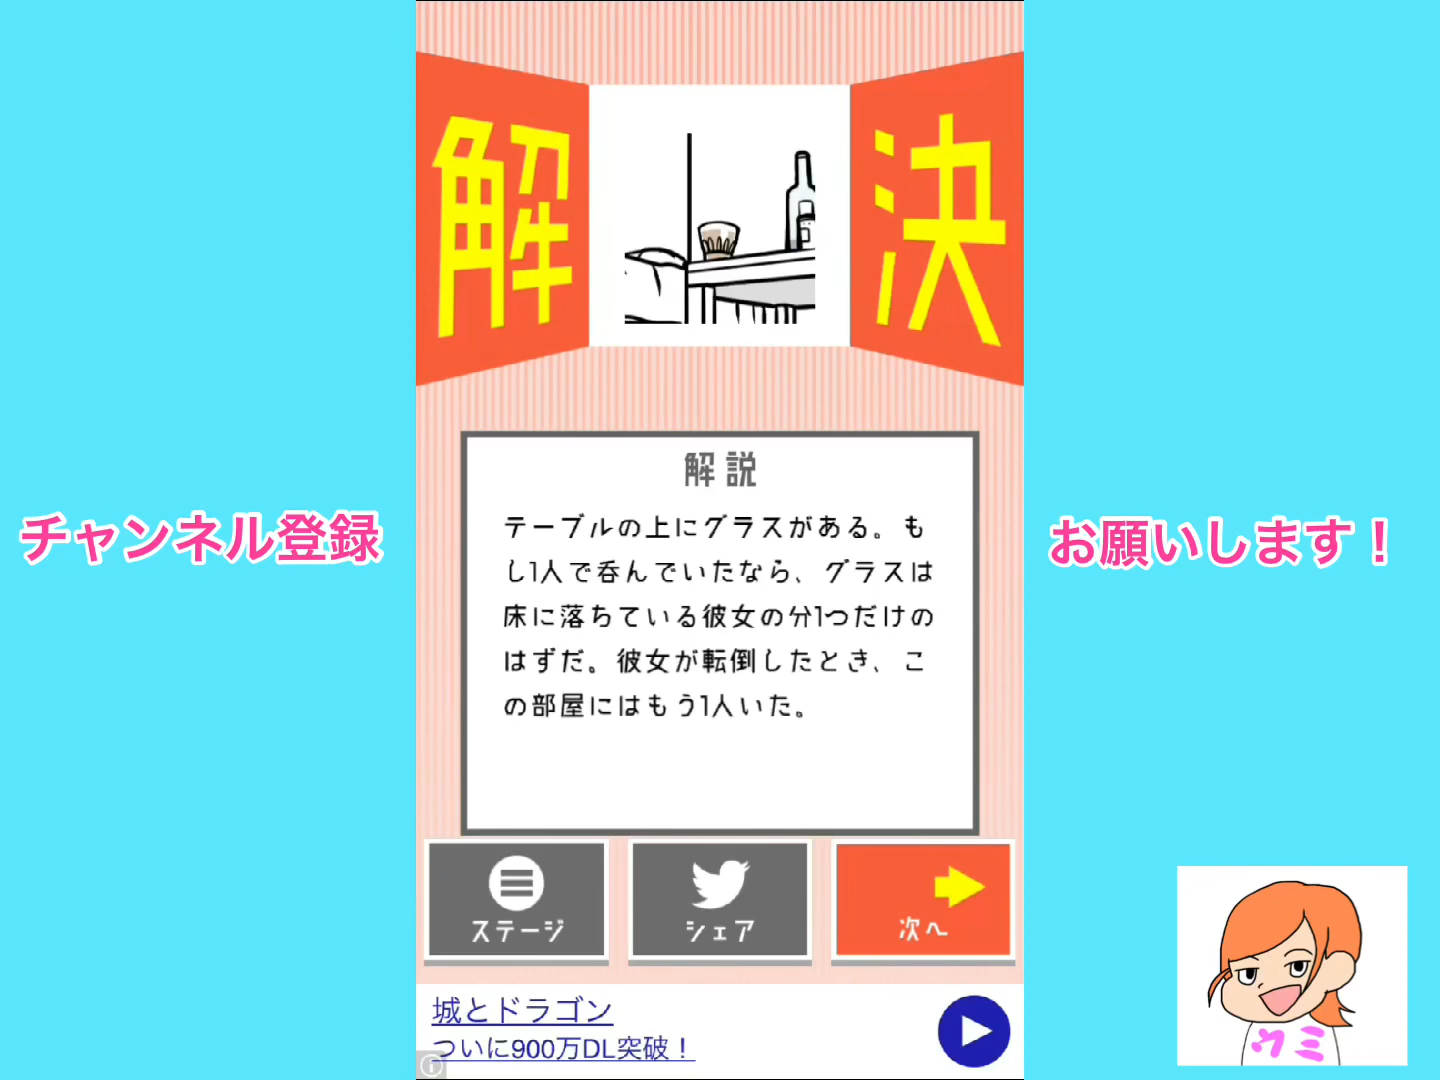 解決
解説
テーブルの上にグラスがある。も
し1人で呑んでいたなら、グラスは
床に落ちている彼女の分1つだけの
はずだ。彼女が転倒したとき、こ
の部屋にはもう1人いた。
チャンネル登録
お願いします！
ステージ
シェア
次へ
城とドラゴン
ついに900万DL突破！
ウミ